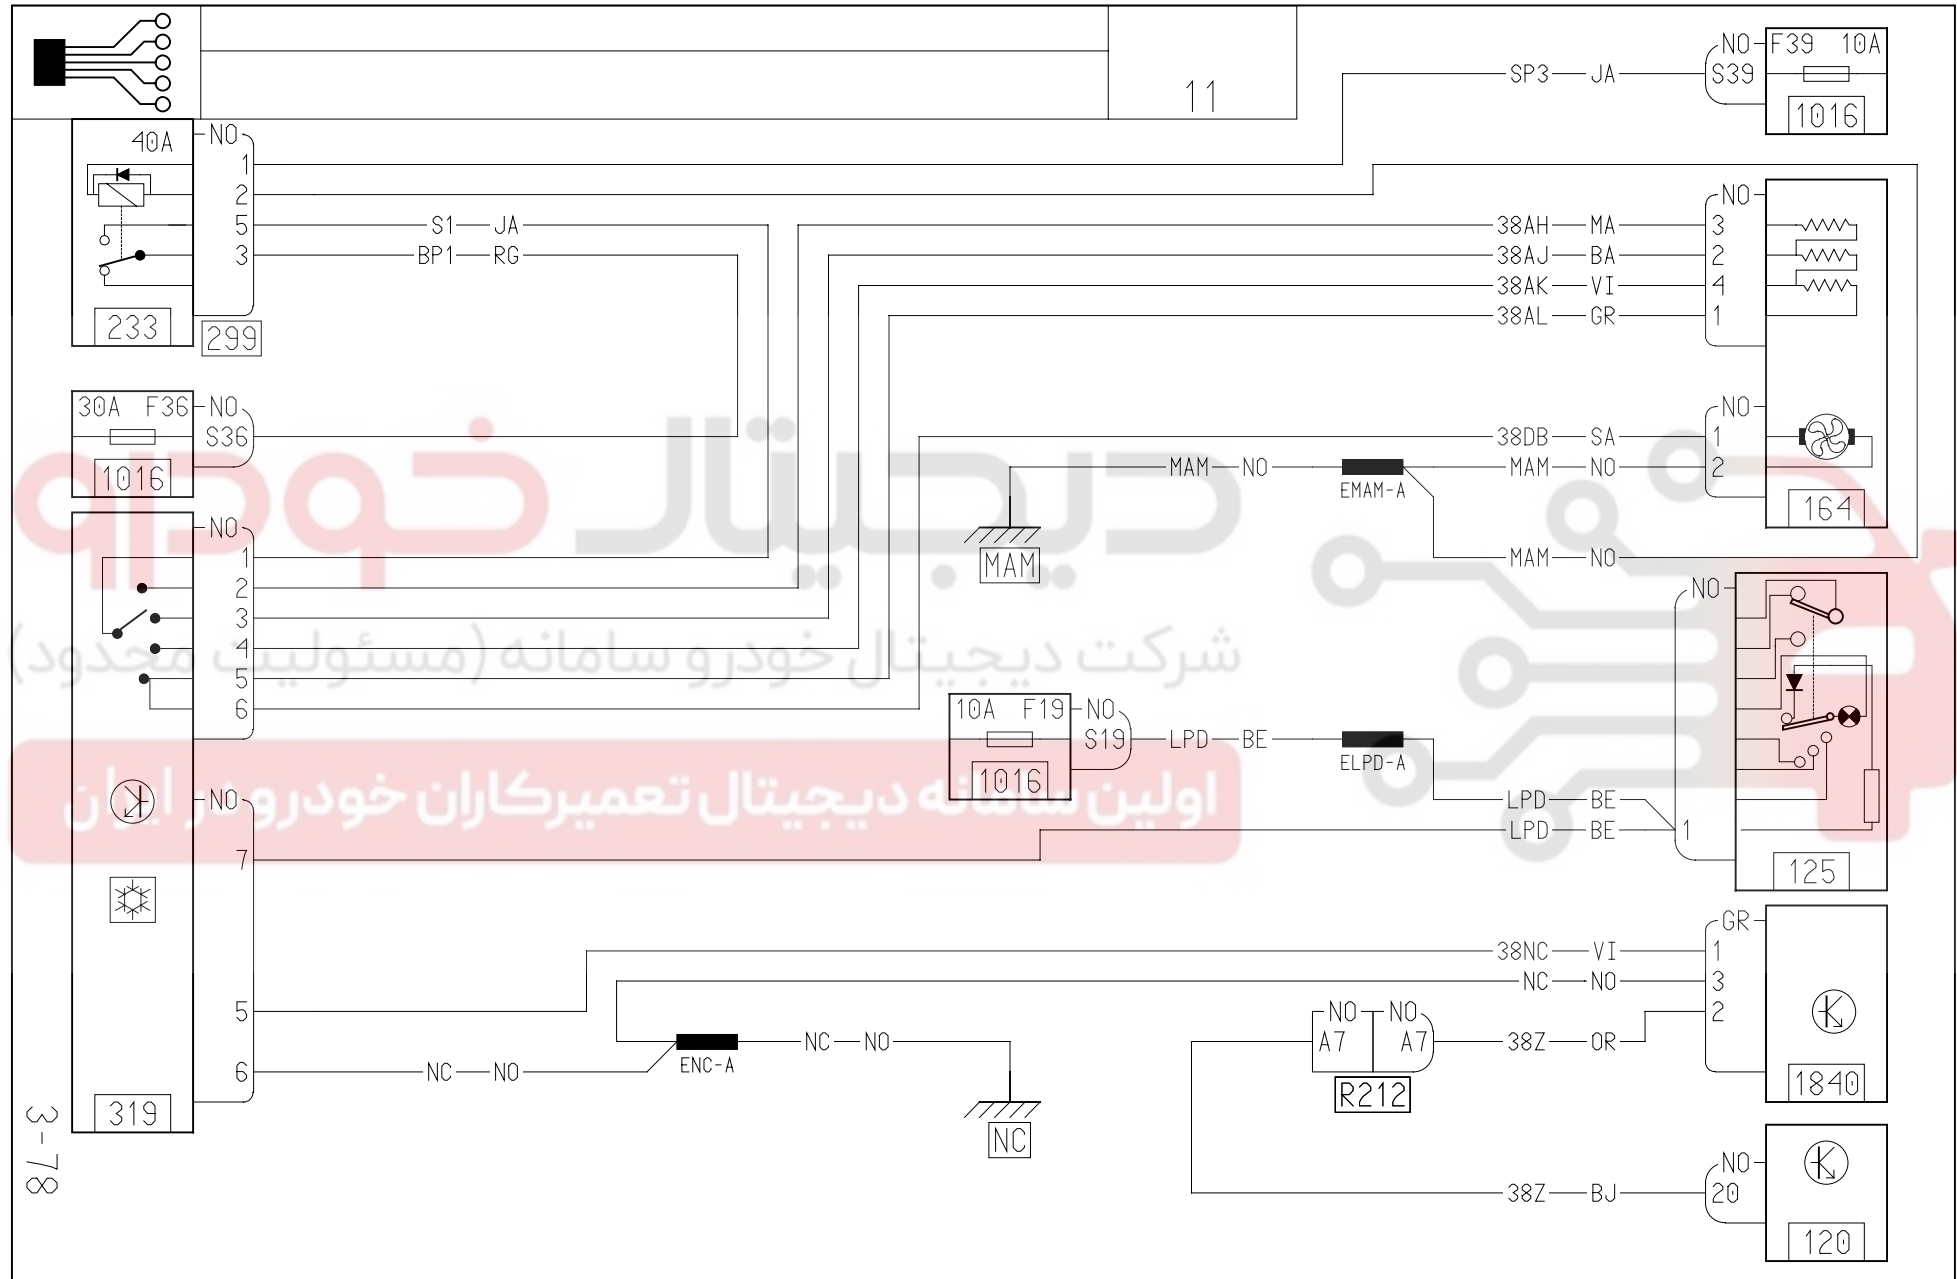 11
NO F39 10A
SP3 JA S39
1016
40A NO
1
2
S1 JA 5
BP1 RG 3
233
299
NO
38AH MA 3
38AJ BA 2
38AK VI 4
38AL GR 1
30A F36 NO
S36
1016
NO
38DB SA 1
MAM NO EMAM-A MAM NO 2
164
MAM
MAM NO
دیجیتال خودرو
شرکت دیجیتال خودرو سامانه (مسئولیت محدود)
اولین سامانه دیجیتال تعمیرکاران خودرو در ایران
NO
1
2
3
4
5
6
NO
7
5
6
319
10A F19 NO
S19 LPD BE ELPD-A
1016
NO
LPD BE
LPD BE 1
125
GR
38NC VI 1
NC NO 3
NO NO 2
A7 A7 38Z OR
R212
1840
NC NO ENC-A NC NO
NC
NO
38Z BJ 20
120
3-78